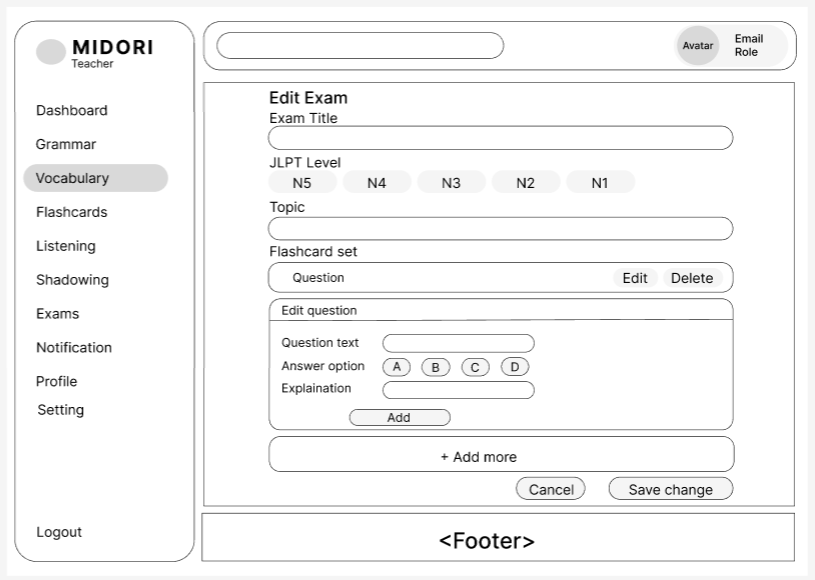 MIDORI
Teacher
Dashboard
Grammar
Vocabulary
Flashcards
Listening
Shadowing
Exams
Notification
Profile
Setting
Logout
Avatar
Email
Role
Edit Exam
Exam Title
JLPT Level
N5 N4 N3 N2 N1
Topic
Flashcard set
Question Edit Delete
Edit question
Question text
Answer option A B C D
Explaination
Add
+ Add more
Cancel Save change
<Footer>